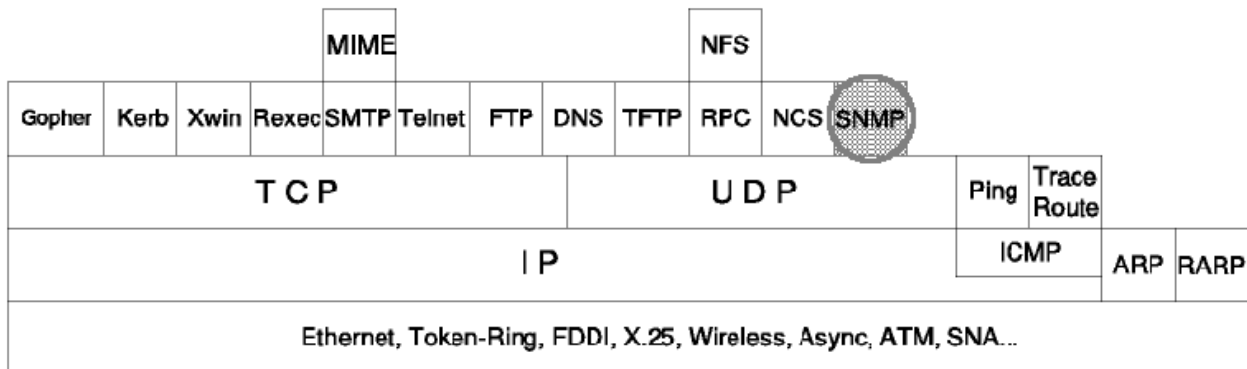 MIME NFS
Gopher Kerb Xwin Rexec SMTP Telnet FTP DNS TFTP RPC NCS SNMP
T C P U D P Ping Trace
Route
I P ICMP ARP RARP
Ethernet, Token-Ring, FDDI, X.25, Wireless, Async, ATM, SNA...